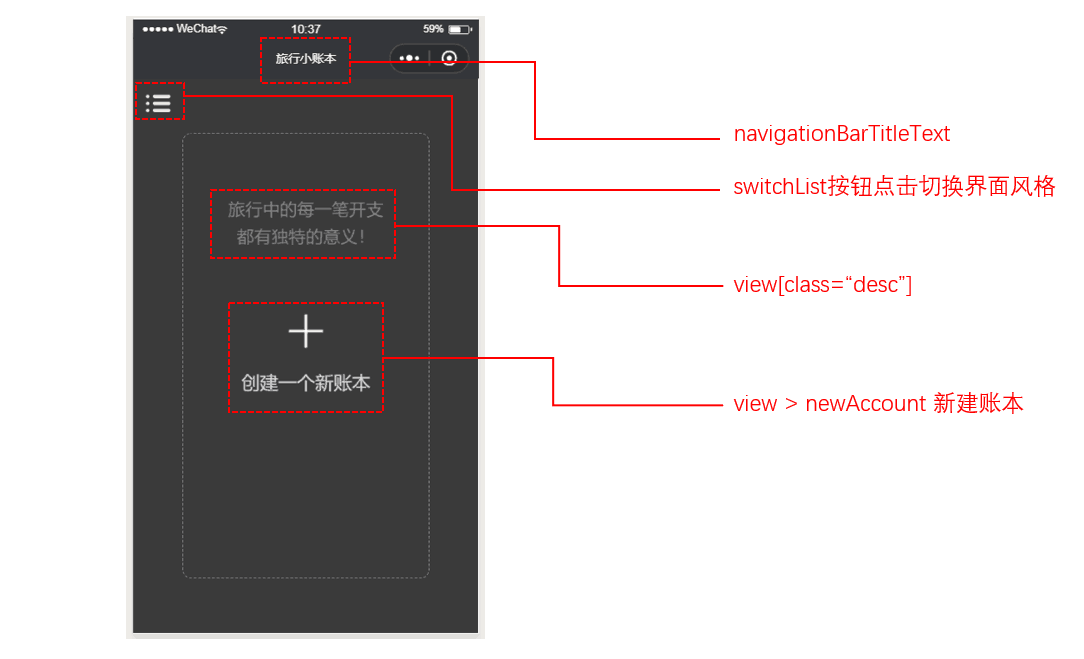 ●●●●● WeChat 10:37 59%
旅行小账本
旅行中的每一笔开支
都有独特的意义！
创建一个新账本
navigationBarTitleText
switchList按钮点击切换界面风格
view[class=“desc”]
view > newAccount 新建账本